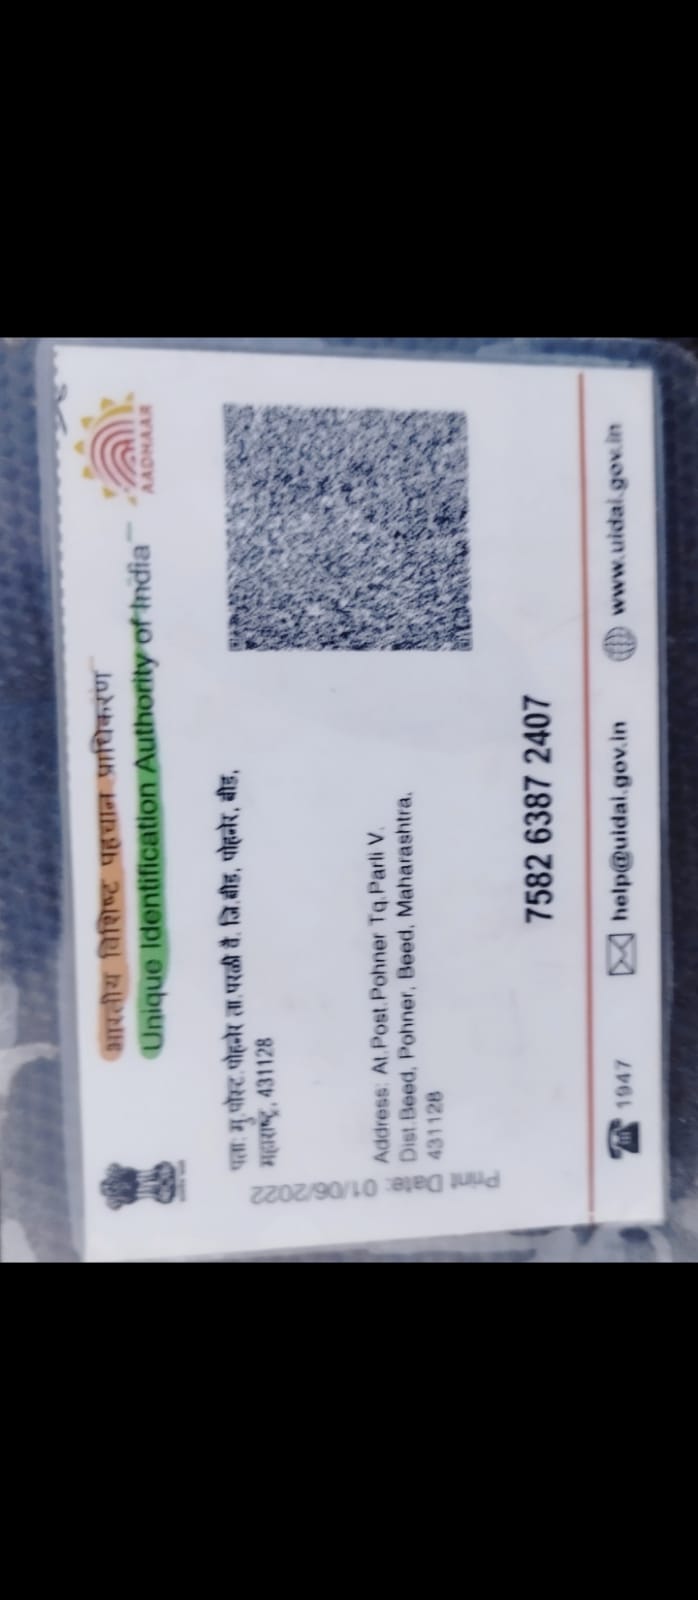 भारतीय विशिष्ट पहचान प्राधिकरण
Unique Identification Authority of India
AADHAAR
पता: मु.पोस्ट. पोहनेर ता.परळी वै. जि.बीड, पोहनेर, बीड,
महाराष्ट्र, 431128
Print Date: 01/06/2022
Address: At.Post.Pohner Tq.Parli V.
Dist.Beed, Pohner, Beed, Maharashtra,
431128
7582 6387 2407
1947
help@uidai.gov.in
www.uidai.gov.in